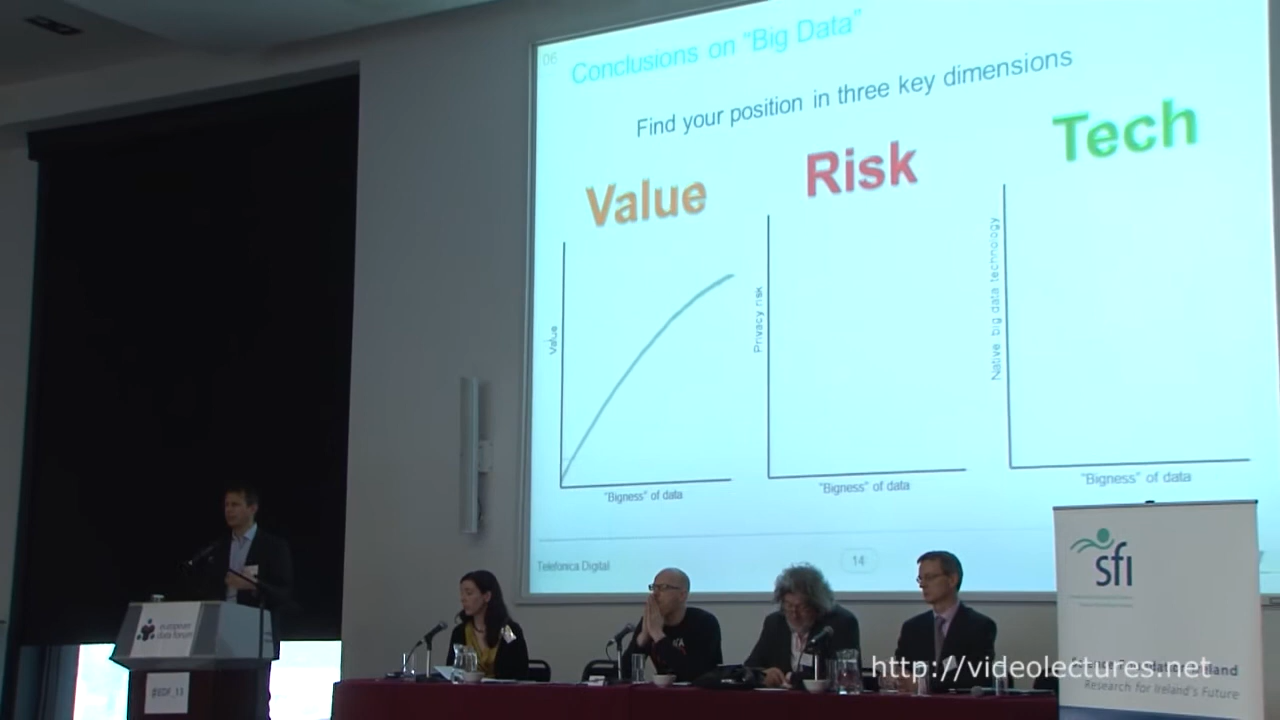 06
Conclusions on "Big Data"
Find your position in three key dimensions
Value
Risk
Tech
Value
"Bigness" of data
Privacy risk
"Bigness" of data
Native big data technology
"Bigness" of data
Telefonica Digital
14
european
data forum
sfi
Research for Ireland's Future
http://videolectures.net